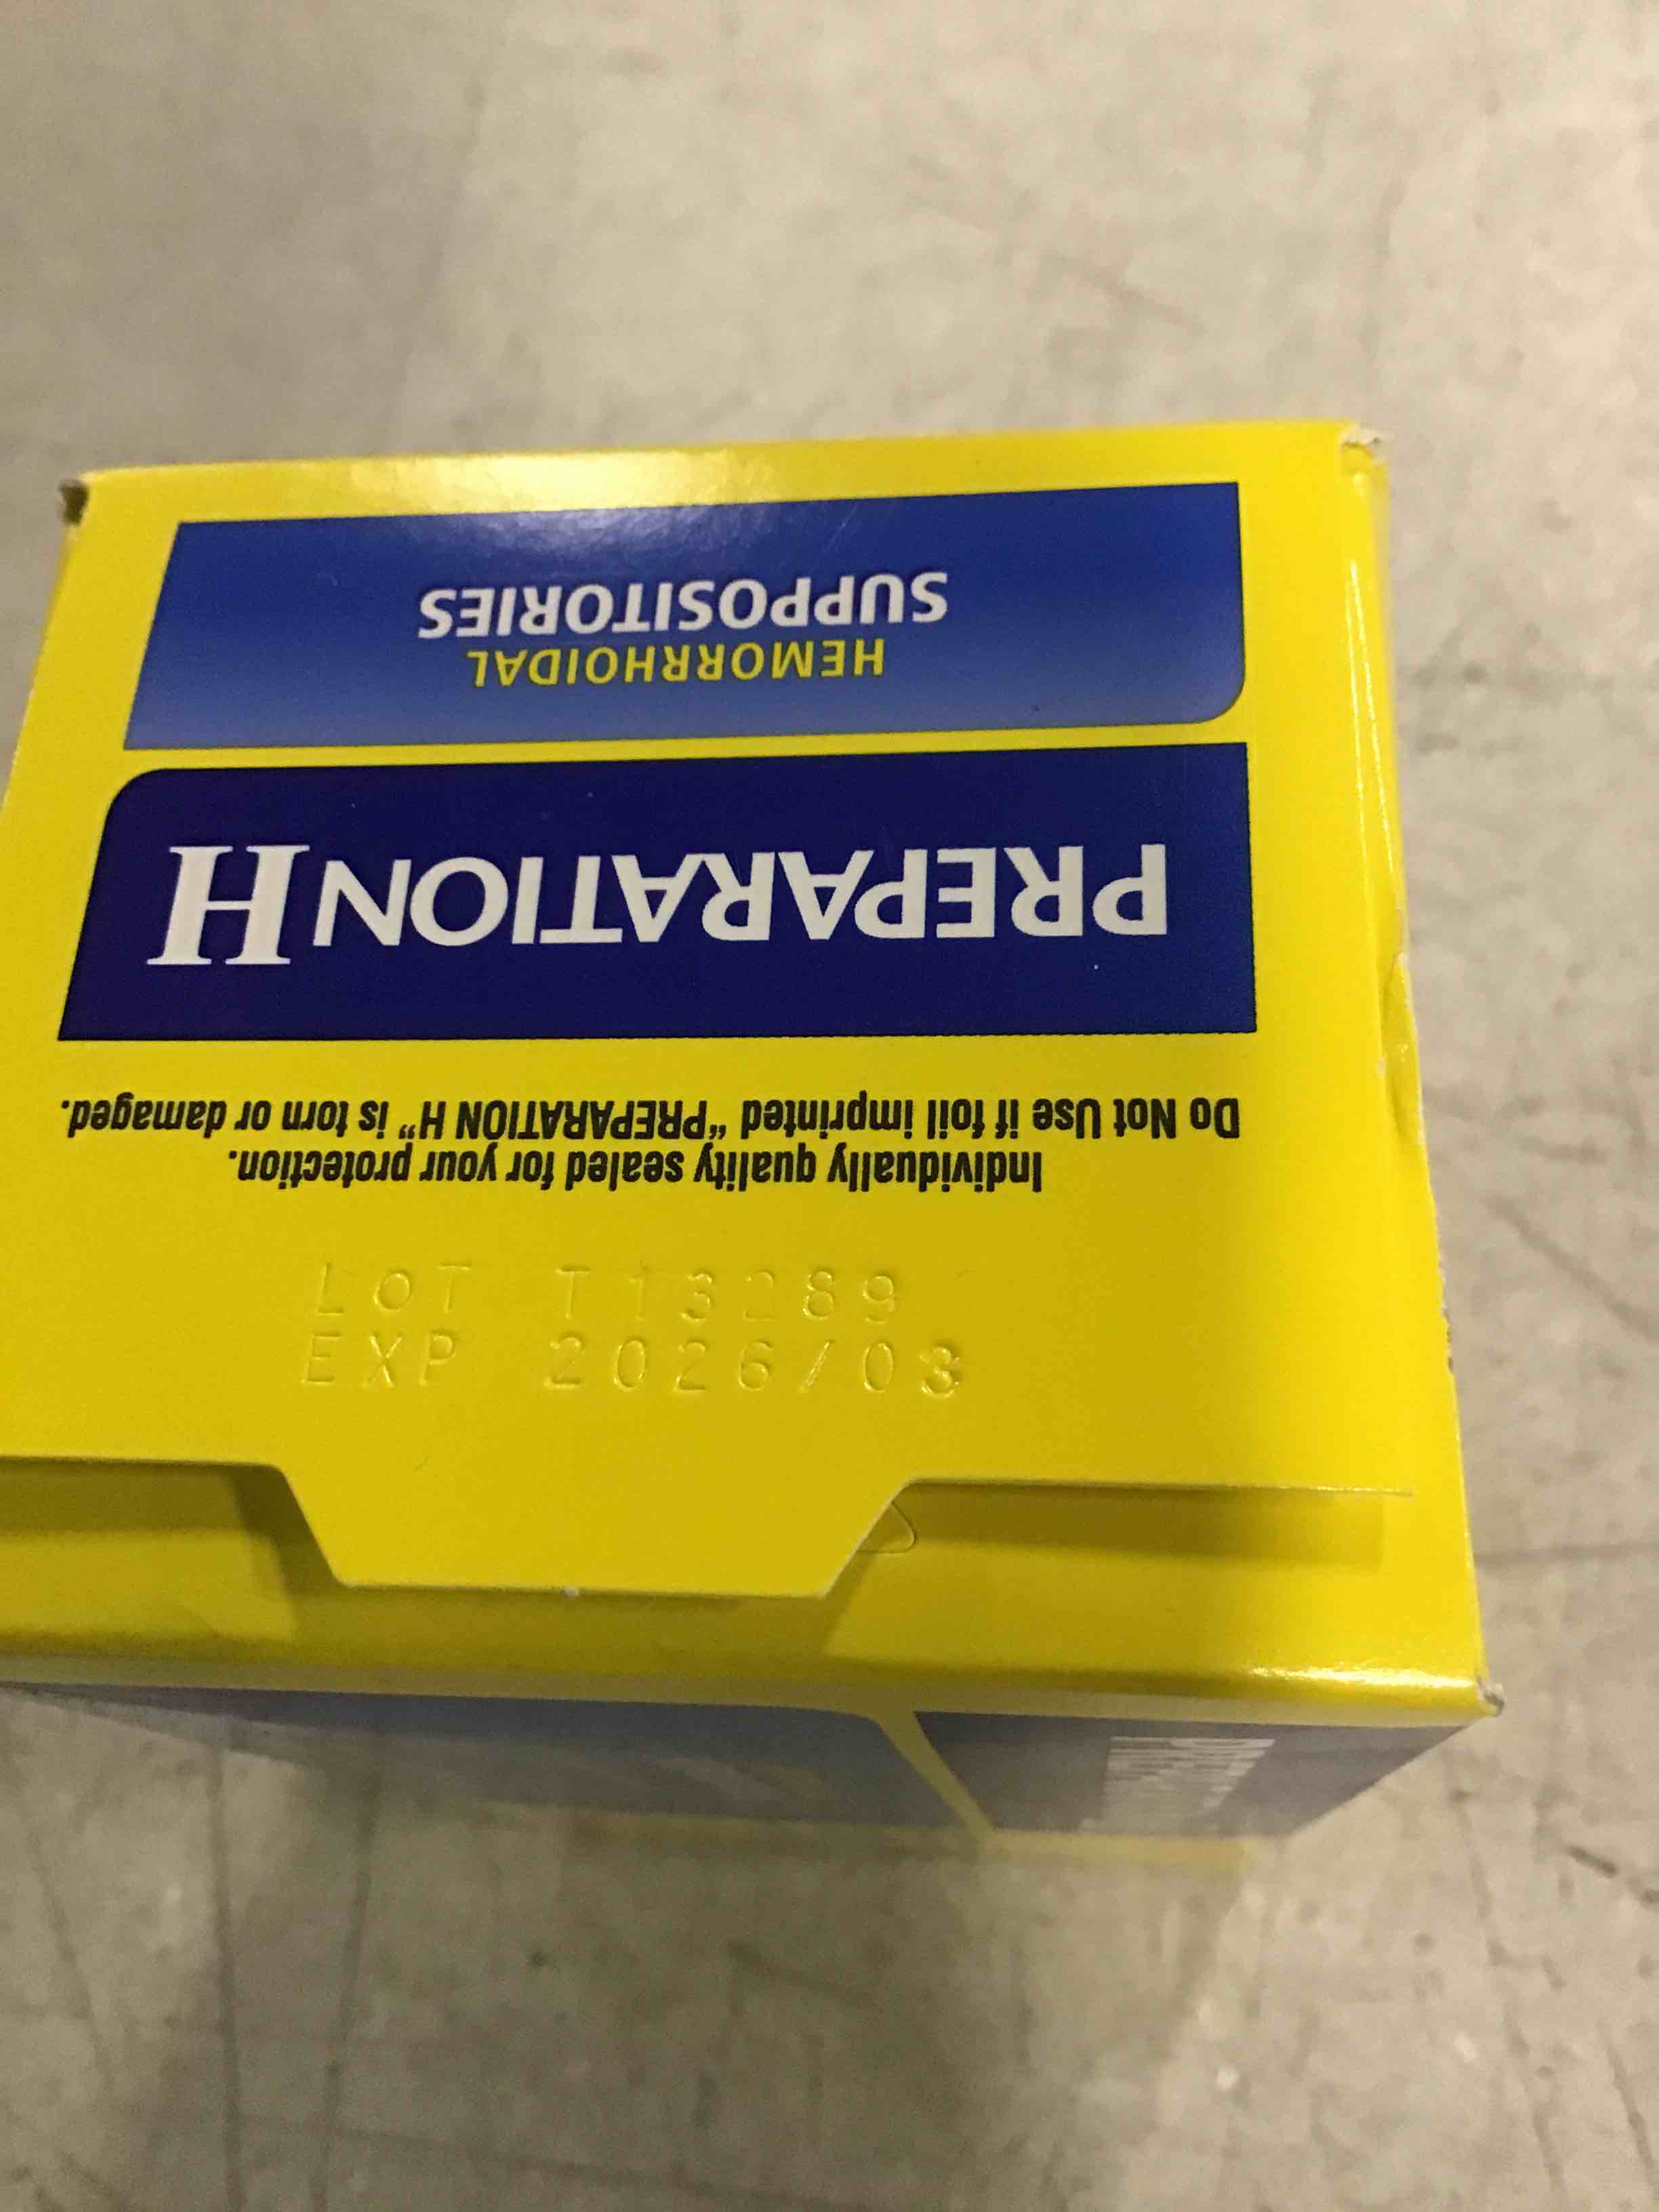 PREPARATION H
HEMORRHOIDAL
SUPPOSITORIES
Individually quality sealed for your protection.
Do Not Use if foil imprinted "PREPARATION H" is torn or damaged.
LOT
EXP 2026/03